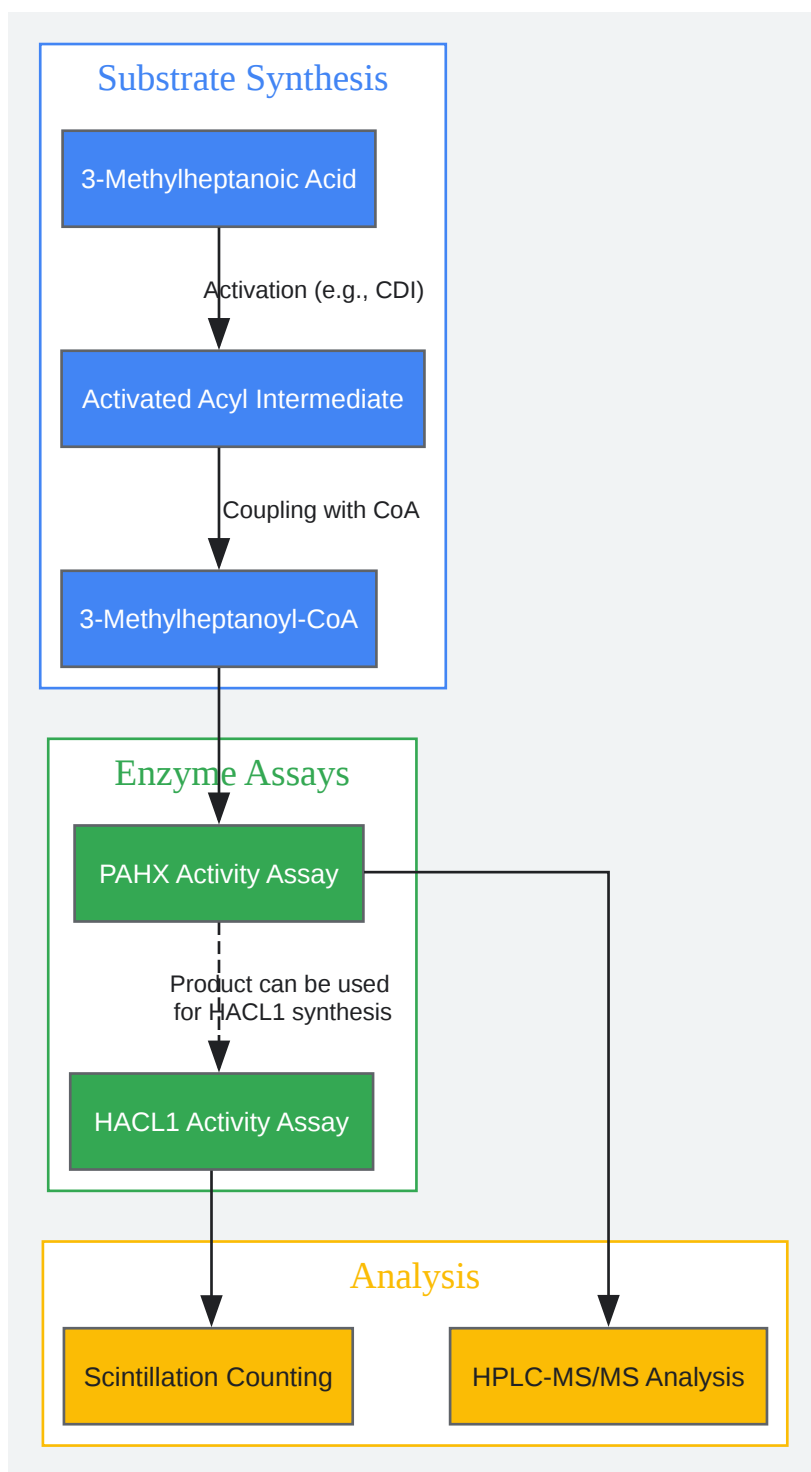 Substrate Synthesis
3-Methylheptanoic Acid
Activation (e.g., CDI)
Activated Acyl Intermediate
Coupling with CoA
3-Methylheptanoyl-CoA
Enzyme Assays
PAHX Activity Assay
Product can be used
for HACL1 synthesis
HACL1 Activity Assay
Analysis
Scintillation Counting
HPLC-MS/MS Analysis